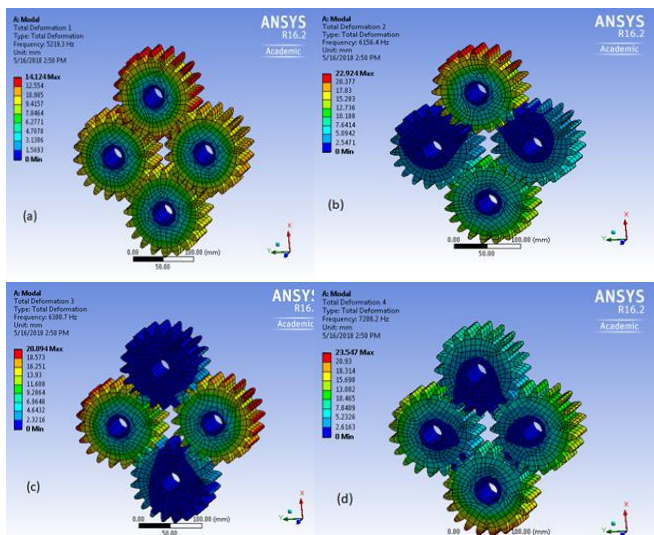 A: Modal
Total Deformation 1
Type: Total Deformation
Frequency: 5219.3 Hz
Unit: mm
5/16/2018 2:50 PM
14.124 Max
12.554
10.985
9.4157
7.8464
6.2771
4.7078
3.1386
1.5693
0 Min
ANSYS
R16.2
Academic
(a)
0.00
100.00 (mm)
50.00
X
Y
A: Modal
Total Deformation 2
Type: Total Deformation
Frequency: 6156.4 Hz
Unit: mm
5/16/2018 2:50 PM
22.924 Max
20.377
17.83
15.283
12.736
10.188
7.6414
5.0942
2.5471
0 Min
ANSYS
R16.2
Academic
(b)
0.00
100.00 (mm)
50.00
X
Y
A: Modal
Total Deformation 3
Type: Total Deformation
Frequency: 6300.7 Hz
Unit: mm
5/16/2018 2:50 PM
20.894 Max
18.573
16.251
13.93
11.608
9.2864
6.9648
4.6432
2.3216
0 Min
ANSYS
R16.2
Academic
(c)
0.00
100.00 (mm)
50.00
X
Y
A: Modal
Total Deformation 4
Type: Total Deformation
Frequency: 7208.2 Hz
Unit: mm
5/16/2018 2:50 PM
23.547 Max
20.93
18.314
15.698
13.082
10.465
7.8489
5.2326
2.6163
0 Min
ANSYS
R16.2
Academic
(d)
0.00
100.00 (mm)
50.00
X
Y